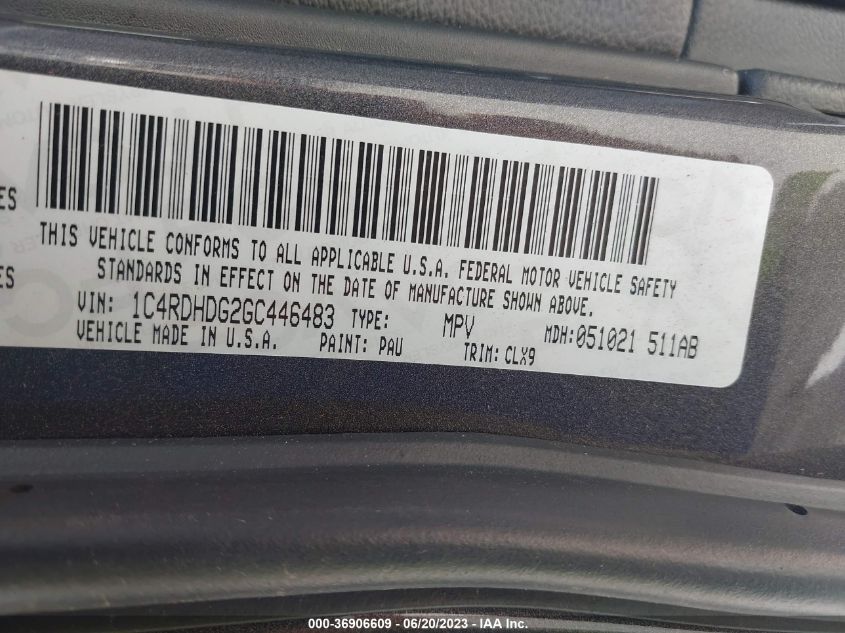 ES
THIS VEHICLE CONFORMS TO ALL APPLICABLE U.S.A. FEDERAL MOTOR VEHICLE SAFETY
STANDARDS IN EFFECT ON THE DATE OF MANUFACTURE SHOWN ABOVE.
ES
VIN: 1C4RDHDG2GC446483 TYPE: MPV MDH:051021 511AB
VEHICLE MADE IN U.S.A. PAINT: PAU TRIM: CLX9
000-36906609 - 06/20/2023 - IAA Inc.